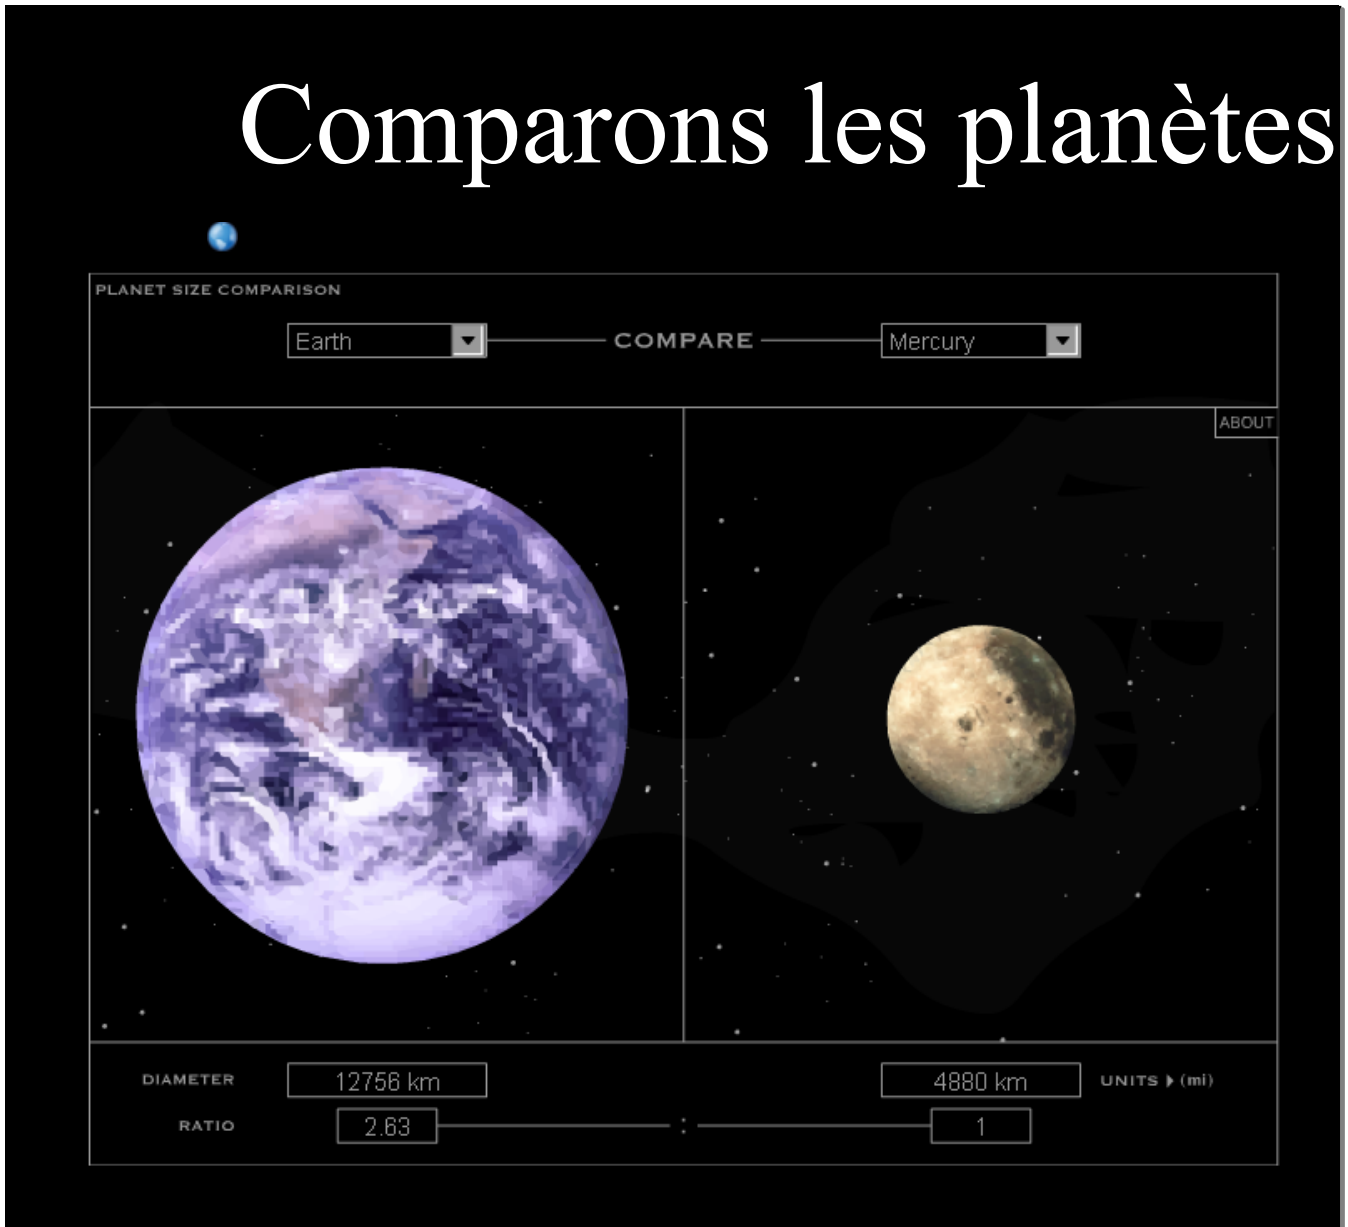 Comparons les planètes
PLANET SIZE COMPARISON
Earth COMPARE Mercury
ABOUT
DIAMETER 12756 km 4880 km UNITS (mi)
RATIO 2.63 : 1